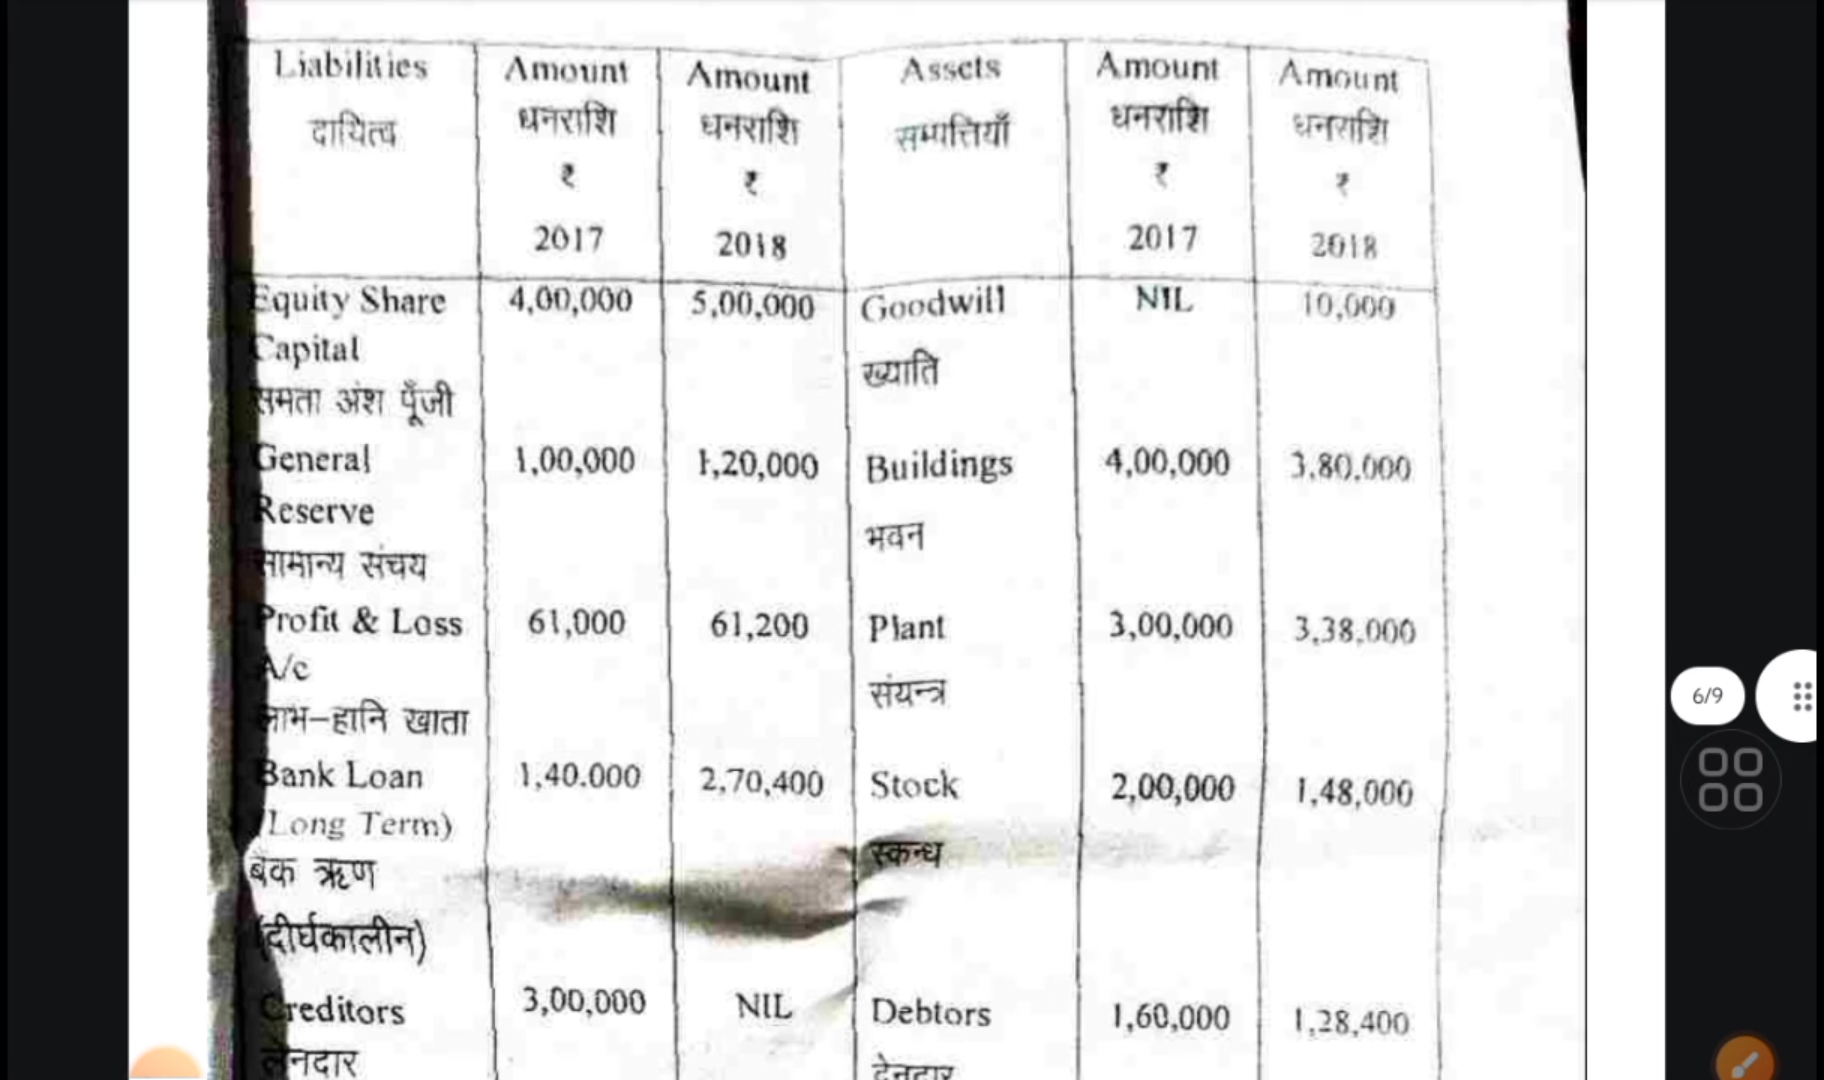 Liabilities Amount Amount Assets Amount Amount
दायित्व धनराशि धनराशि सम्पत्तियाँ धनराशि धनराशि
₹ ₹ ₹ ₹
2017 2018 2017 2018
Equity Share 4,00,000 5,00,000 Goodwill NIL 10,000
Capital ख्याति
समता अंश पूँजी
General 1,00,000 1,20,000 Buildings 4,00,000 3,80,000
Reserve भवन
सामान्य संचय
Profit & Loss 61,000 61,200 Plant 3,00,000 3,38,000
A/c संयन्त्र
लाभ-हानि खाता
Bank Loan 1,40.000 2,70,400 Stock 2,00,000 1,48,000
(Long Term) स्कन्ध
बैंक ऋण
(दीर्घकालीन)
Creditors 3,00,000 NIL Debtors 1,60,000 1,28,400
लेनदार देनदार
6/9